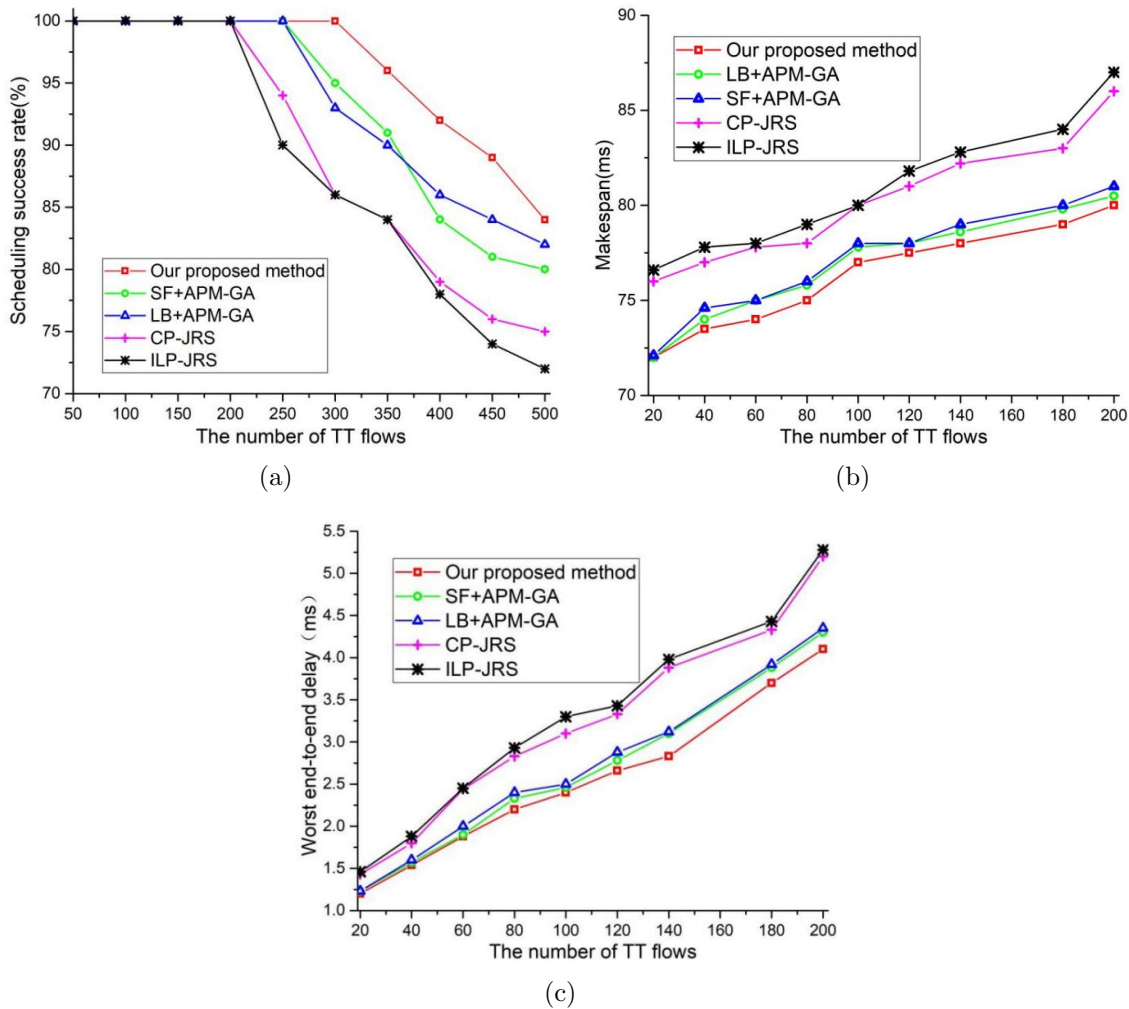 100
95
90
85
80
75
70
Scheduling success rate(%)
Our proposed method
SF+APM-GA
LB+APM-GA
CP-JRS
ILP-JRS
50 100 150 200 250 300 350 400 450 500
The number of TT flows
(a)
90
85
80
75
70
Makespan(ms)
Our proposed method
LB+APM-GA
SF+APM-GA
CP-JRS
ILP-JRS
20 40 60 80 100 120 140 160 180 200
The number of TT flows
(b)
5.5
5.0
4.5
4.0
3.5
3.0
2.5
2.0
1.5
1.0
Worst end-to-end delay（ms）
Our proposed method
SF+APM-GA
LB+APM-GA
CP-JRS
ILP-JRS
20 40 60 80 100 120 140 160 180 200
The number of TT flows
(c)